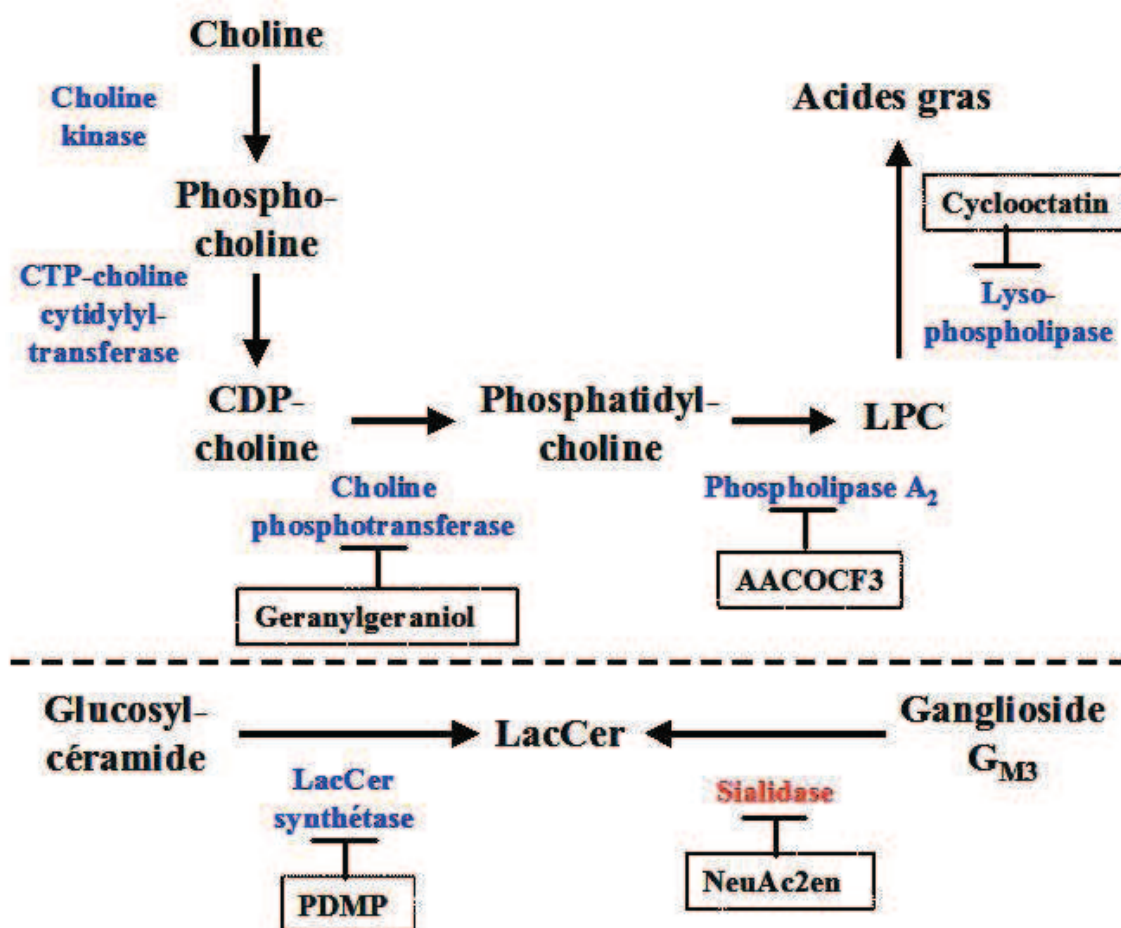 Choline
Choline
kinase
Acides gras
Phospho-
choline
Cyclooctatin
CTP-choline
cytidylyl-
transferase
Lyso-
phospholipase
CDP-
choline
Phosphatidyl-
choline
LPC
Choline
phosphotransferase
Phospholipase A₂
AACOCF3
Geranylgeraniol
Glucosyl-
céramide
LacCer
Ganglioside
G_M3
LacCer
synthétase
Sialidase
PDMP
NeuAc2en